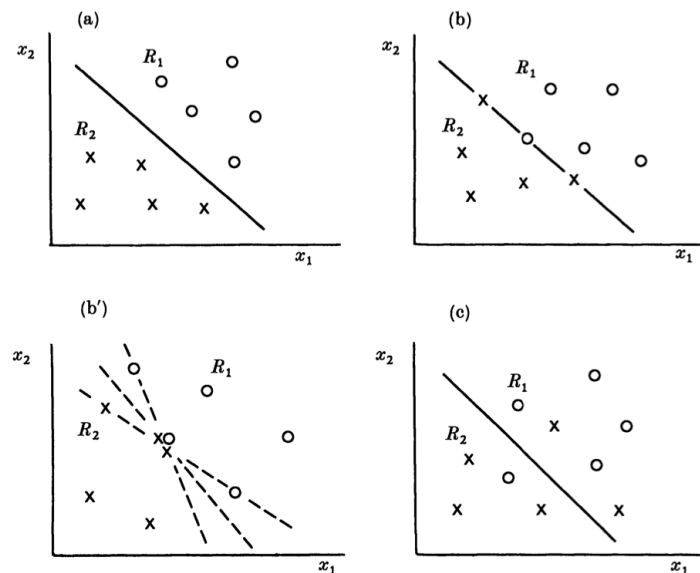 (a)
x₂
R₁
R₂
x₁
(b)
x₂
R₁
R₂
x₁
(b′)
x₂
R₁
R₂
x₁
(c)
x₂
R₁
R₂
x₁